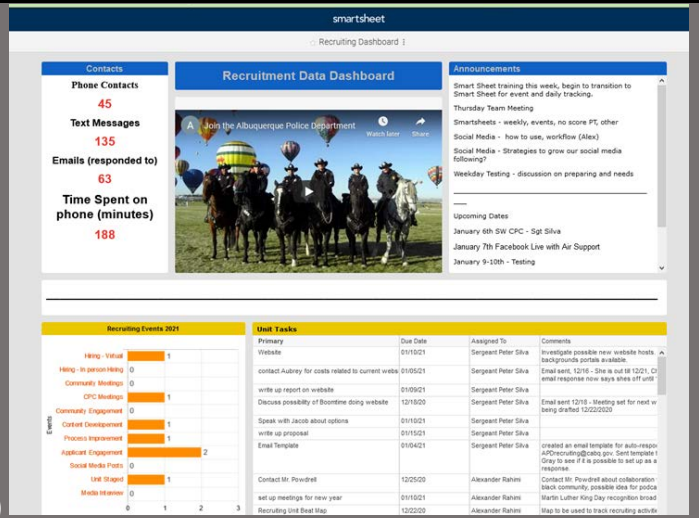 smartsheet
Recruiting Dashboard
Contacts
Phone Contacts
45
Text Messages
135
Emails (responded to)
63
Time Spent on
phone (minutes)
188
Recruitment Data Dashboard
A Join the Albuquerque Police Department
Watch later
Share
Announcements
Smart Sheet training this week, begin to transition to
Smart Sheet for event and daily tracking.
Thursday Team Meeting
Smartsheets - weekly, events, no score PT, other
Social Media - how to use, workflow (Alex)
Social Media - Strategies to grow our social media
following?
Weekday Testing - discussion on preparing and needs
Upcoming Dates
January 6th SW CPC - Sgt Silva
January 7th Facebook Live with Air Support
January 9-10th - Testing
Recruiting Events 2021
Events
Hiring - Virtual 1
Hiring - In person Hiring 0
Community Meetings 0
CPC Meetings 1
Community Engagement 0
Content Developement 1
Process Improvement 1
Applicant Engagement 2
Social Media Posts 0
Unit Staged 1
Media Interview 0
0 1 2 3
Unit Tasks
Primary Due Date Assigned To Comments
Website 01/10/21 Sergeant Peter Silva Investigate possible new website hosts.
backgrounds portals available.
contact Aubrey for costs related to current webs 01/05/21 Sergeant Peter Silva Email sent, 12/16 - She is out till 12/21,
email response now says shes off until
write up report on website 01/09/21 Sergeant Peter Silva
Discuss possibility of Boomtime doing website 12/18/20 Sergeant Peter Silva Email sent 12/18 - Meeting set for next w
being drafted 12/22/2020
Speak with Jacob about options 01/10/21 Sergeant Peter Silva
write up proposal 01/15/21 Sergeant Peter Silva
Email Template 01/04/21 Sergeant Peter Silva created an email template for auto-respo
APDrecruiting@cabq.gov. Sent template
Gray to see if it is possible to set up as a
response.
Contact Mr. Powdrell 12/25/20 Alexander Rahimi Contact Mr. Powdrell about collaboration
black community, possible idea for podca
set up meetings for new year 01/10/21 Alexander Rahimi Martin Luther King Day recognition broad
Recruiting Unit Beat Map 12/22/20 Alexander Rahimi Map to be used to track recruiting activiti